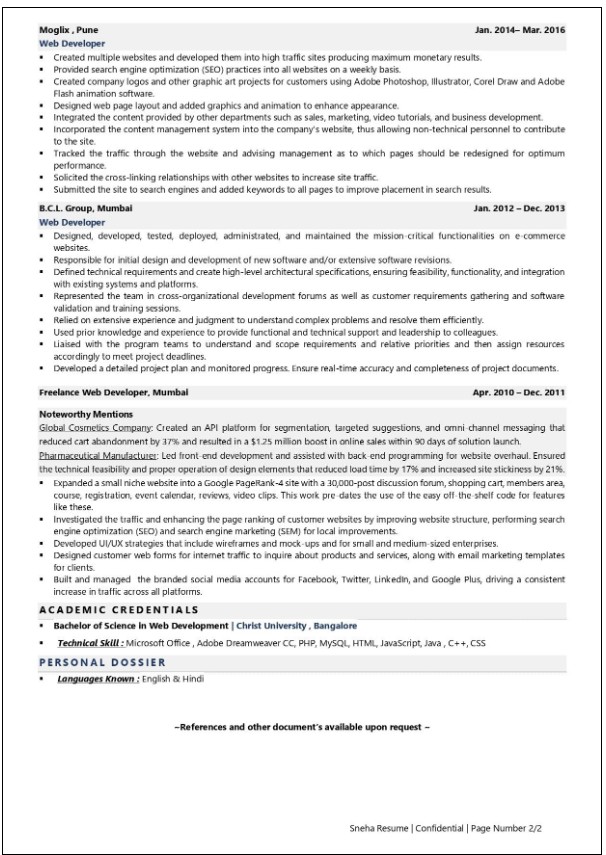 Moglix , Pune Jan. 2014– Mar. 2016
Web Developer
▪ Created multiple websites and developed them into high traffic sites producing maximum monetary results.
▪ Provided search engine optimization (SEO) practices into all websites on a weekly basis.
▪ Created company logos and other graphic art projects for customers using Adobe Photoshop, Illustrator, Corel Draw and Adobe
Flash animation software.
▪ Designed web page layout and added graphics and animation to enhance appearance.
▪ Integrated the content provided by other departments such as sales, marketing, video tutorials, and business development.
▪ Incorporated the content management system into the company's website, thus allowing non-technical personnel to contribute
to the site.
▪ Tracked the traffic through the website and advising management as to which pages should be redesigned for optimum
performance.
▪ Solicited the cross-linking relationships with other websites to increase site traffic.
▪ Submitted the site to search engines and added keywords to all pages to improve placement in search results.
B.C.L. Group, Mumbai Jan. 2012 – Dec. 2013
Web Developer
▪ Designed, developed, tested, deployed, administrated, and maintained the mission-critical functionalities on e-commerce
websites.
▪ Responsible for initial design and development of new software and/or extensive software revisions.
▪ Defined technical requirements and create high-level architectural specifications, ensuring feasibility, functionality, and integration
with existing systems and platforms.
▪ Represented the team in cross-organizational development forums as well as customer requirements gathering and software
validation and training sessions.
▪ Relied on extensive experience and judgment to understand complex problems and resolve them efficiently.
▪ Used prior knowledge and experience to provide functional and technical support and leadership to colleagues.
▪ Liaised with the program teams to understand and scope requirements and relative priorities and then assign resources
accordingly to meet project deadlines.
▪ Developed a detailed project plan and monitored progress. Ensure real-time accuracy and completeness of project documents.
Freelance Web Developer, Mumbai Apr. 2010 – Dec. 2011
Noteworthy Mentions
Global Cosmetics Company: Created an API platform for segmentation, targeted suggestions, and omni-channel messaging that
reduced cart abandonment by 37% and resulted in a $1.25 million boost in online sales within 90 days of solution launch.
Pharmaceutical Manufacturer: Led front-end development and assisted with back-end programming for website overhaul. Ensured
the technical feasibility and proper operation of design elements that reduced load time by 17% and increased site stickiness by 21%.
▪ Expanded a small niche website into a Google PageRank-4 site with a 30,000-post discussion forum, shopping cart, members area,
course, registration, event calendar, reviews, video clips. This work pre-dates the use of the easy off-the-shelf code for features
like these.
▪ Investigated the traffic and enhancing the page ranking of customer websites by improving website structure, performing search
engine optimization (SEO) and search engine marketing (SEM) for local improvements.
▪ Developed UI/UX strategies that include wireframes and mock-ups and for small and medium-sized enterprises.
▪ Designed customer web forms for internet traffic to inquire about products and services, along with email marketing templates
for clients.
▪ Built and managed the branded social media accounts for Facebook, Twitter, LinkedIn, and Google Plus, driving a consistent
increase in traffic across all platforms.
ACADEMIC CREDENTIALS
▪ Bachelor of Science in Web Development | Christ University , Bangalore
▪ Technical Skill : Microsoft Office , Adobe Dreamweaver CC, PHP, MySQL, HTML, JavaScript, Java , C++, CSS
PERSONAL DOSSIER
▪ Languages Known : English & Hindi
~References and other document's available upon request ~
Sneha Resume | Confidential | Page Number 2/2